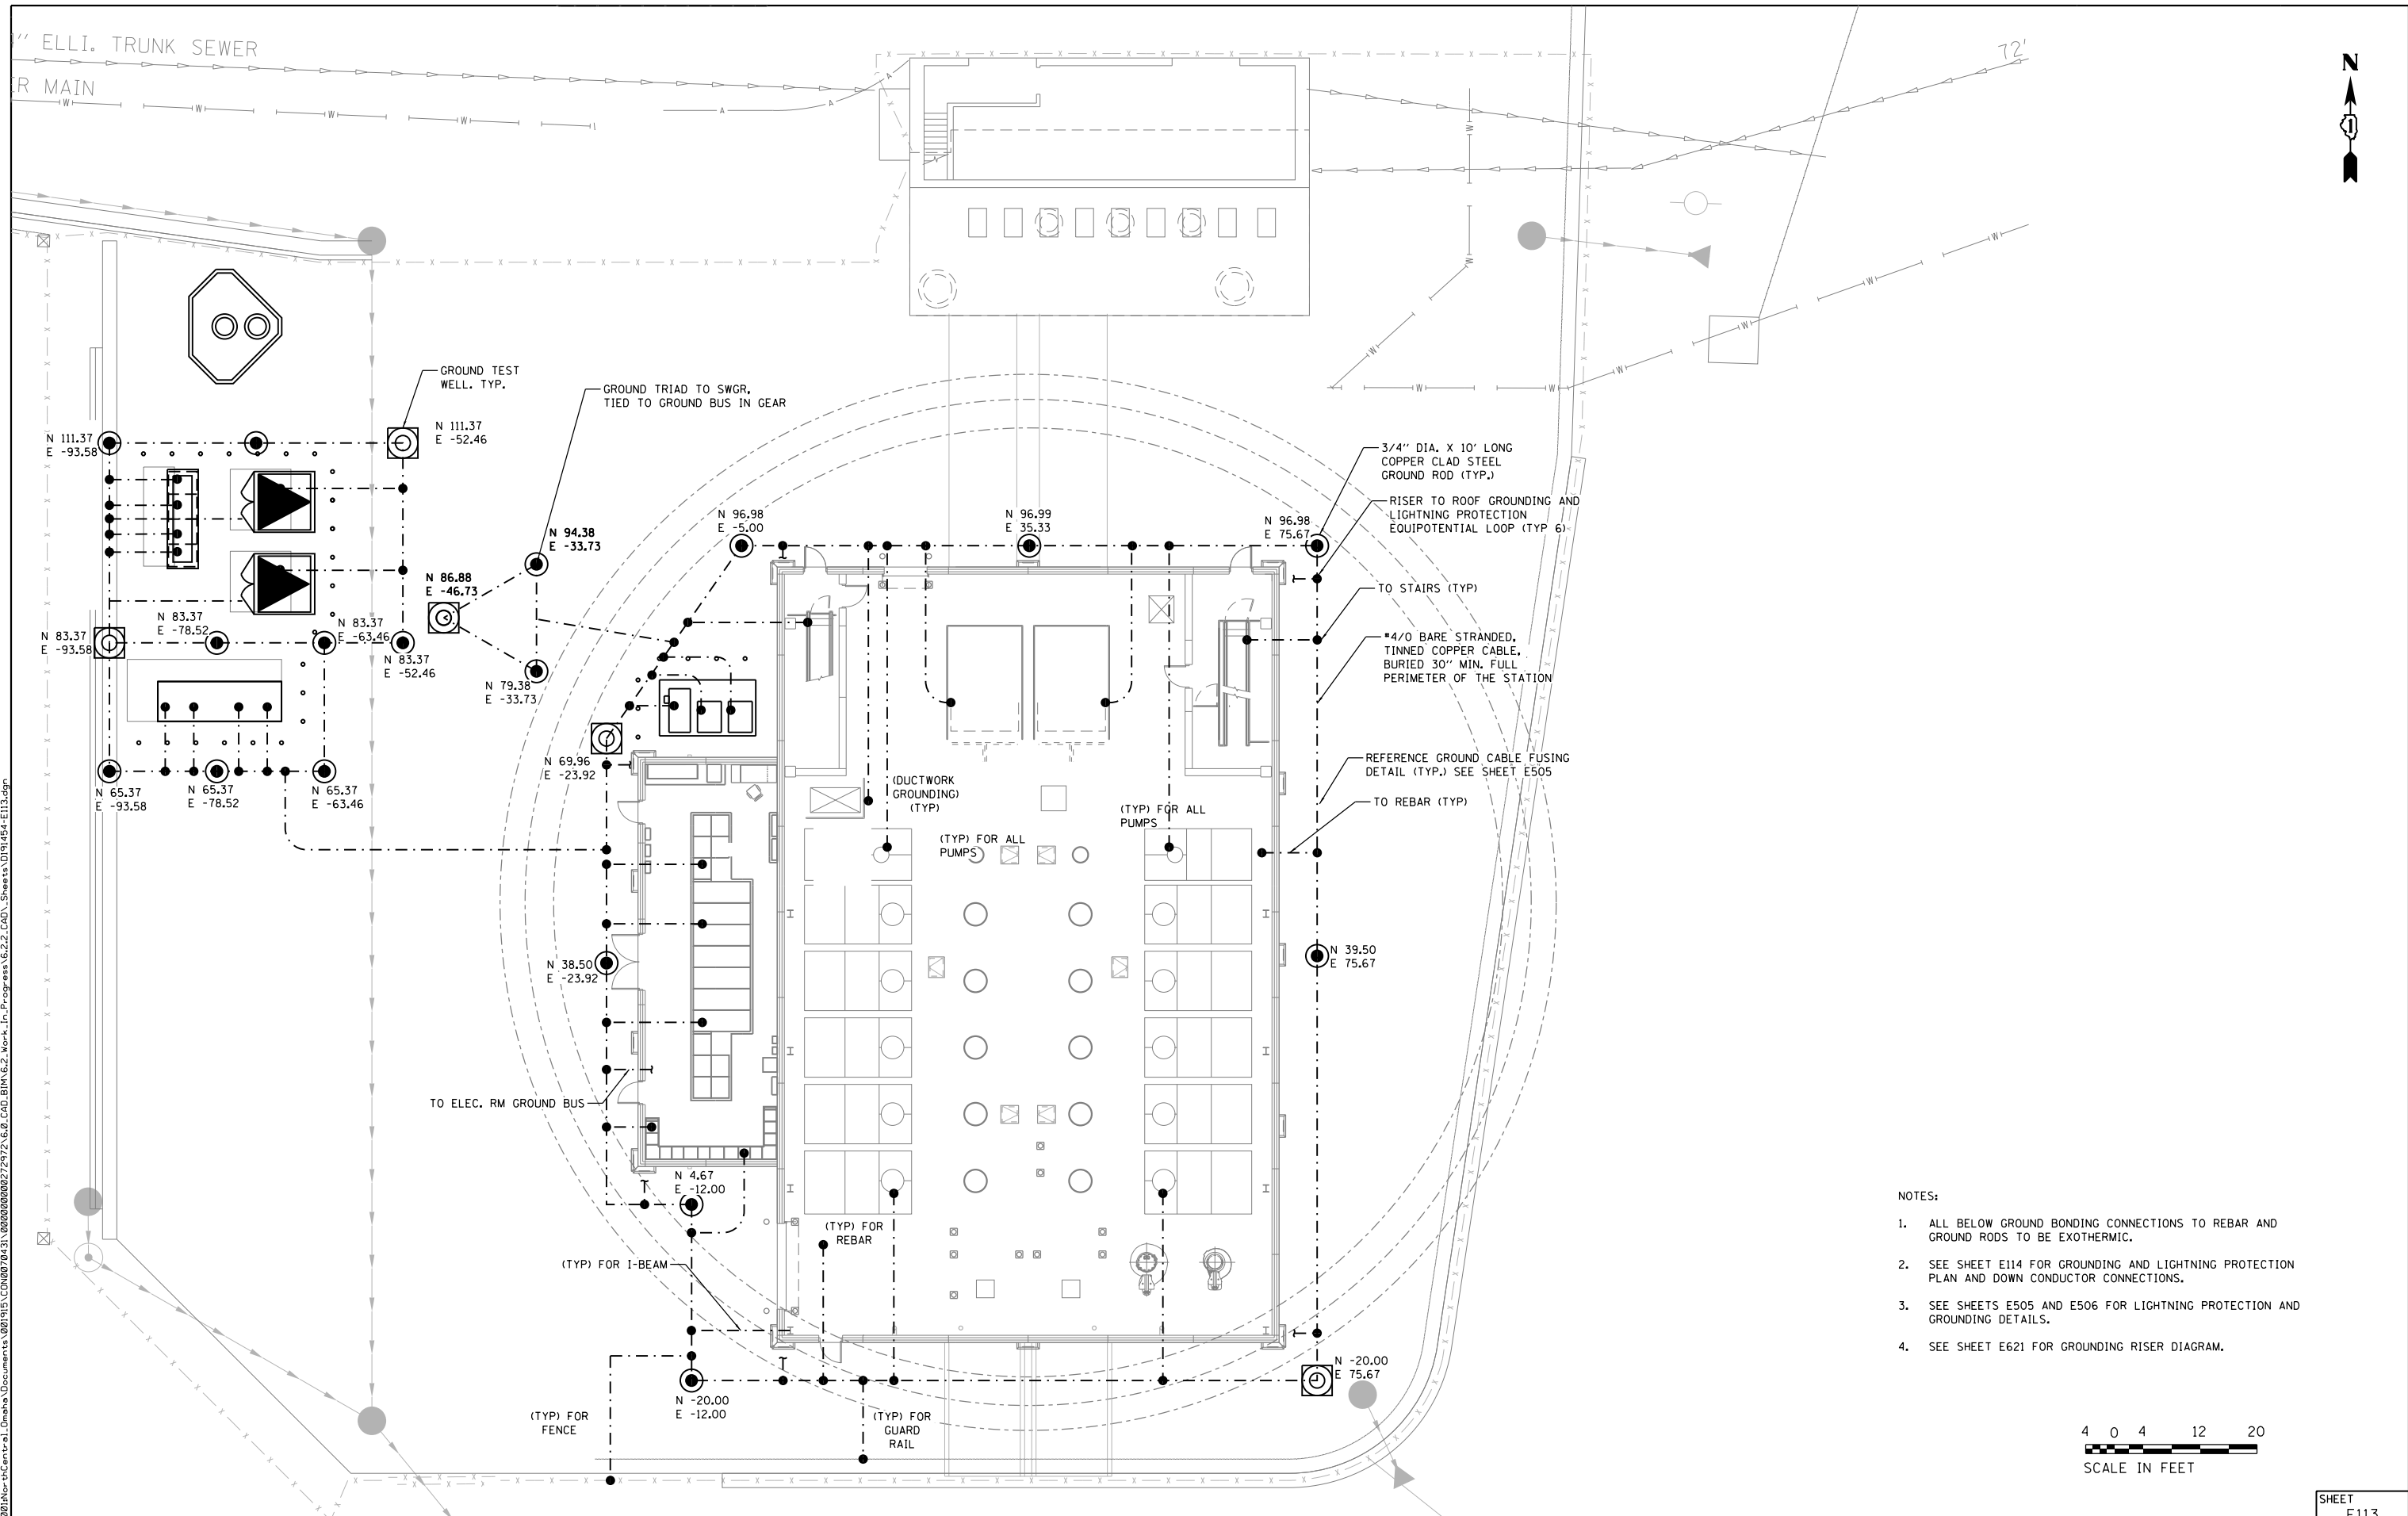 " ELLI. TRUNK SEWER
ER MAIN
72'
N
1
GROUND TEST
WELL. TYP.
GROUND TRIAD TO SWGR,
TIED TO GROUND BUS IN GEAR
N 111.37
E -93.58
N 111.37
E -52.46
3/4" DIA. X 10' LONG
COPPER CLAD STEEL
GROUND ROD (TYP.)
RISER TO ROOF GROUNDING AND
LIGHTNING PROTECTION
EQUIPOTENTIAL LOOP (TYP 6)
N 94.38
E -33.73
N 96.98
E -5.00
N 96.99
E 35.33
N 96.98
E 75.67
N 86.88
E -46.73
TO STAIRS (TYP)
N 83.37
E -93.58
N 83.37
E -78.52
N 83.37
E -63.46
N 83.37
E -52.46
#4/0 BARE STRANDED,
TINNED COPPER CABLE,
BURIED 30" MIN. FULL
PERIMETER OF THE STATION
N 79.38
E -33.73
N 69.96
E -23.92
REFERENCE GROUND CABLE FUSING
DETAIL (TYP.) SEE SHEET E505
TO REBAR (TYP)
N 65.37
E -93.58
N 65.37
E -78.52
N 65.37
E -63.46
(DUCTWORK
GROUNDING)
(TYP)
(TYP) FOR ALL
PUMPS
(TYP) FOR ALL
PUMPS
N 38.50
E -23.92
N 39.50
E 75.67
TO ELEC. RM GROUND BUS
N 4.67
E -12.00
(TYP) FOR
REBAR
(TYP) FOR I-BEAM
N -20.00
E -12.00
N -20.00
E 75.67
(TYP) FOR
FENCE
(TYP) FOR
GUARD
RAIL
NOTES:
1. ALL BELOW GROUND BONDING CONNECTIONS TO REBAR AND
GROUND RODS TO BE EXOTHERMIC.
2. SEE SHEET E114 FOR GROUNDING AND LIGHTNING PROTECTION
PLAN AND DOWN CONDUCTOR CONNECTIONS.
3. SEE SHEETS E505 AND E506 FOR LIGHTNING PROTECTION AND
GROUNDING DETAILS.
4. SEE SHEET E621 FOR GROUNDING RISER DIAGRAM.
4 0 4 12 20
SCALE IN FEET
SHEET
E113